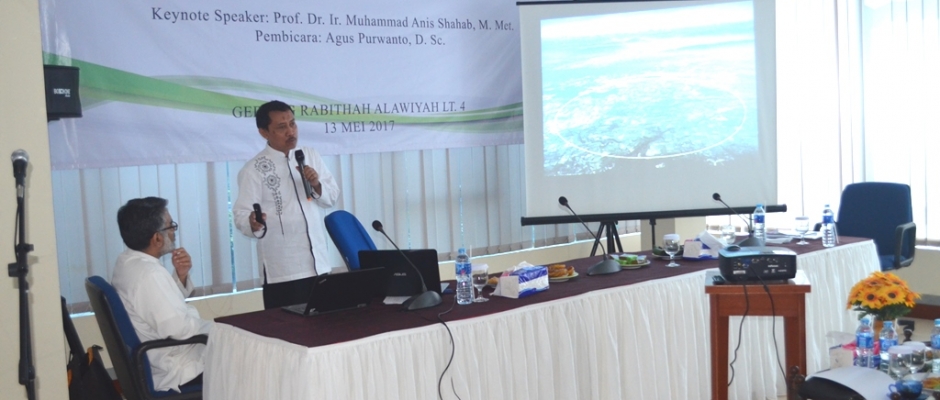 Keynote Speaker: Prof. Dr. Ir. Muhammad Anis Shahab, M. Met.
Pembicara: Agus Purwanto, D. Sc.
RABITHAH ALAWIYAH LT. 4
13 MEI 2017